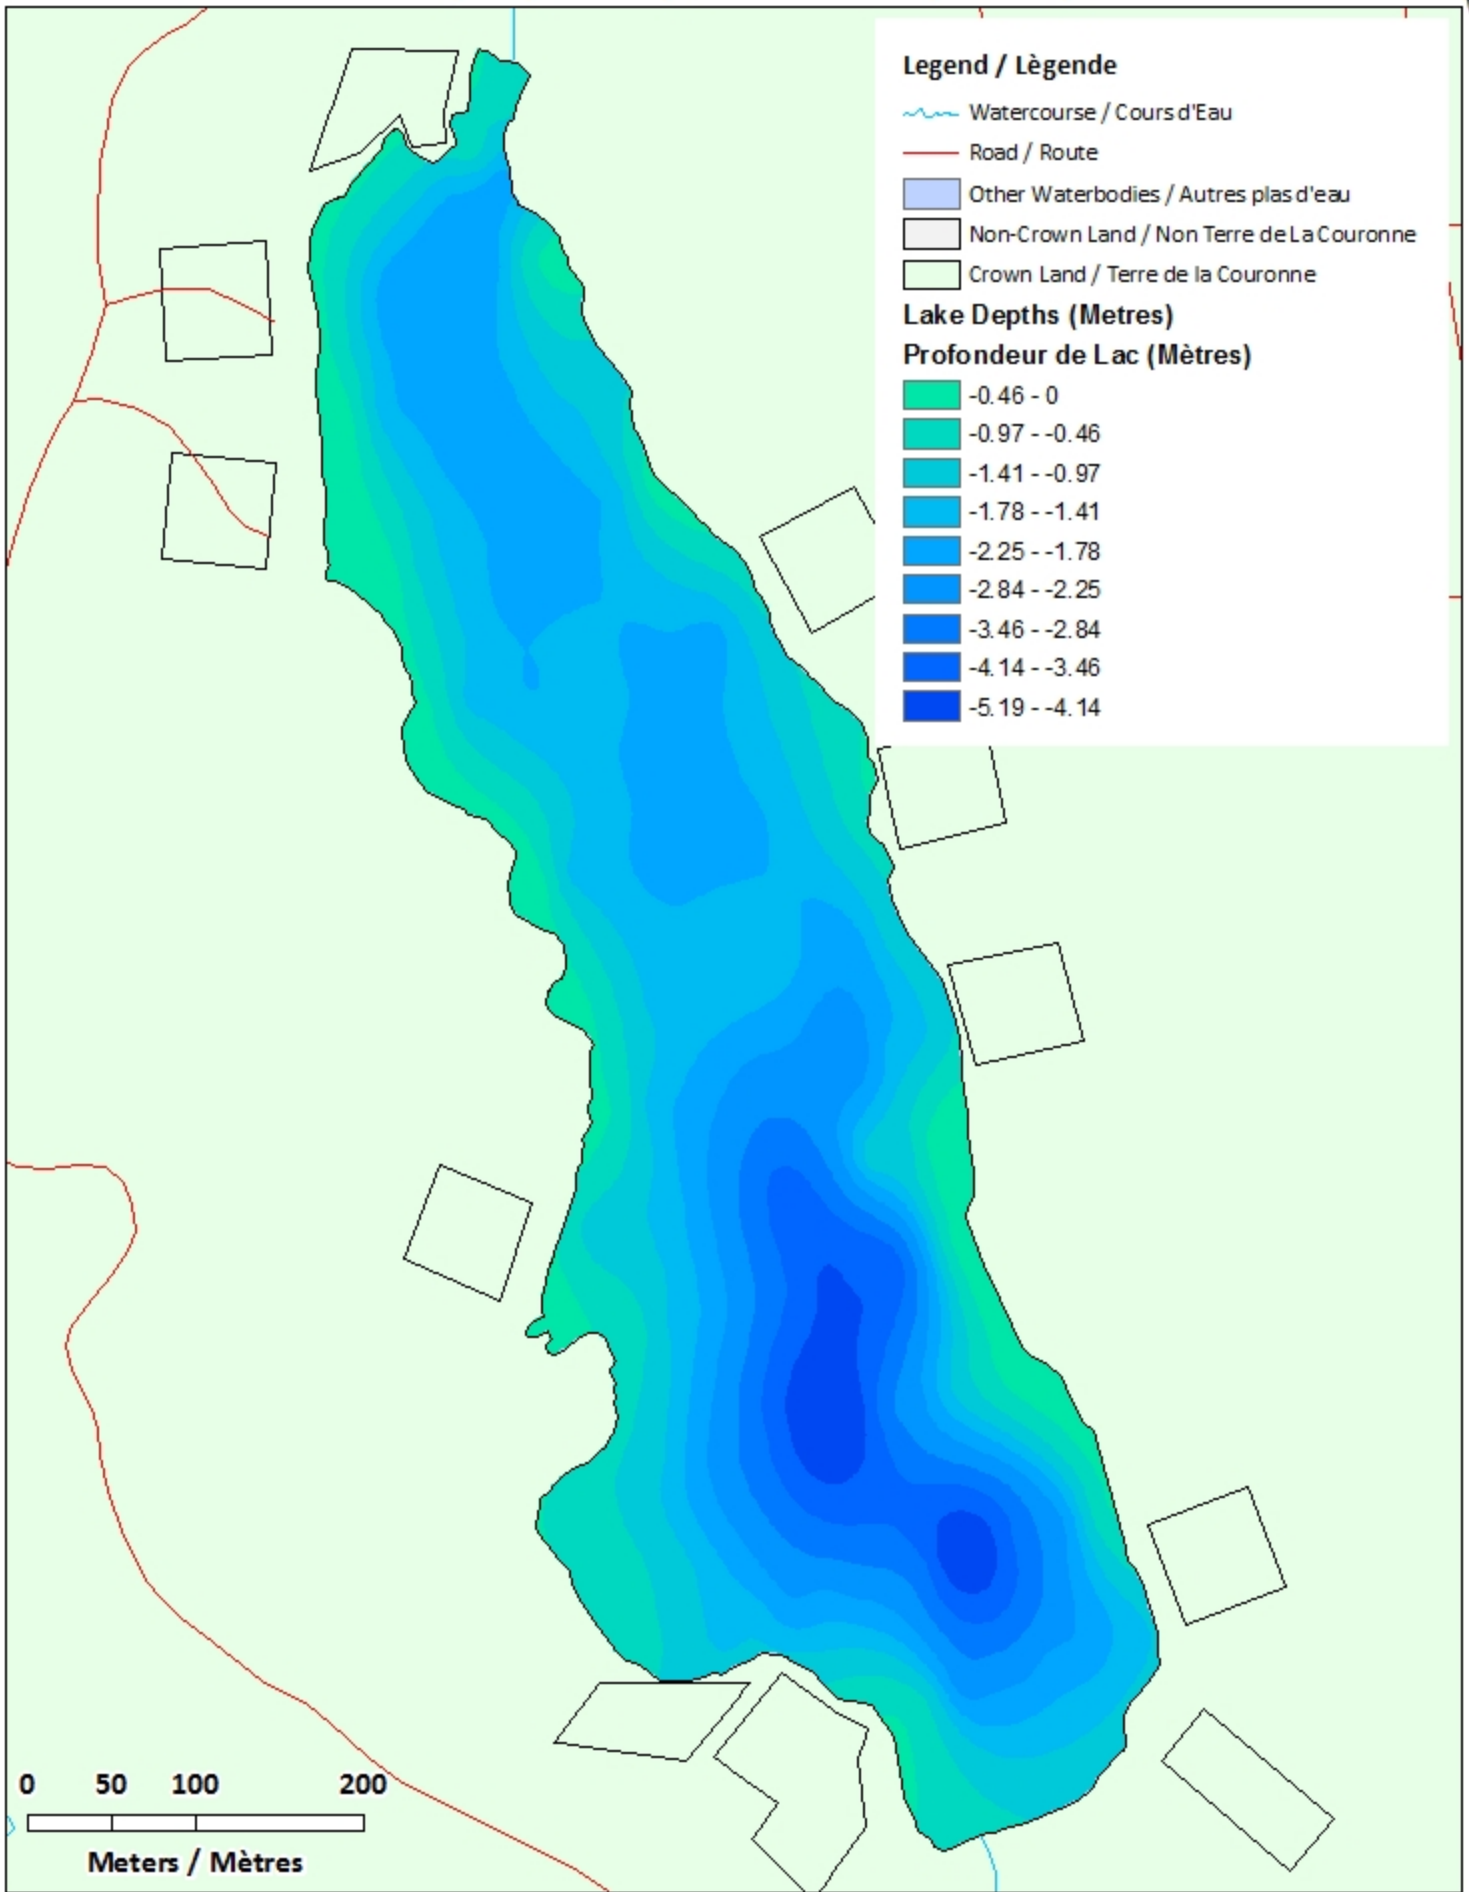 Legend / Lègende
Watercourse / Cours d'Eau
Road / Route
Other Waterbodies / Autres plas d'eau
Non-Crown Land / Non Terre de La Couronne
Crown Land / Terre de la Couronne
Lake Depths (Metres)
Profondeur de Lac (Mètres)
-0.46 - 0
-0.97 - -0.46
-1.41 - -0.97
-1.78 - -1.41
-2.25 - -1.78
-2.84 - -2.25
-3.46 - -2.84
-4.14 - -3.46
-5.19 - -4.14
0 50 100 200
Meters / Mètres